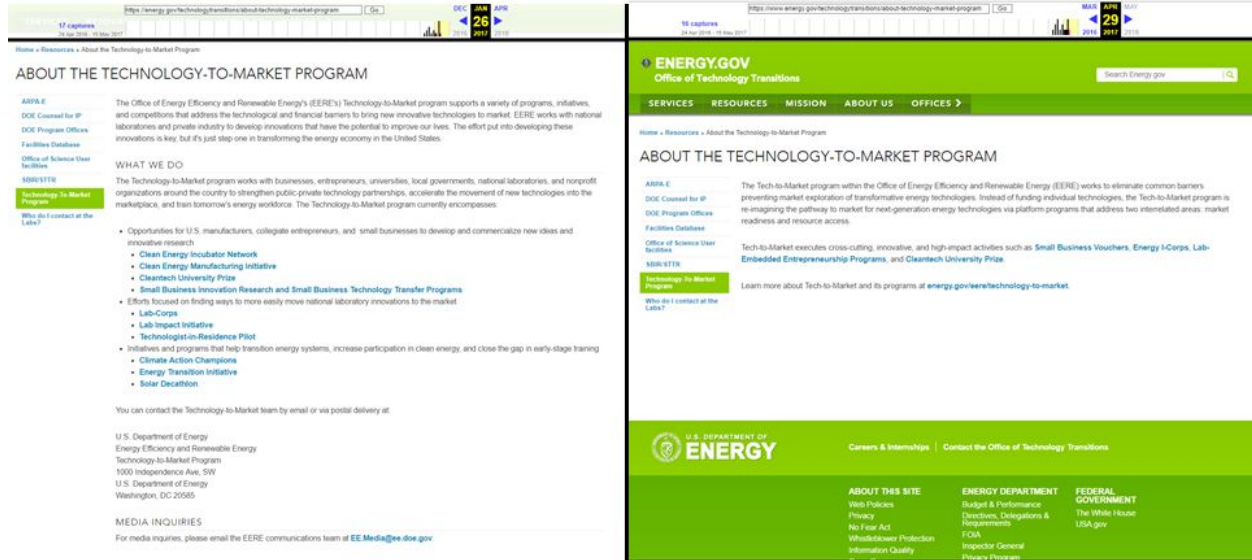 https://energy.gov/technologytransitions/about-technology-market-program Go
DEC JAN APR
17 captures
26
24 Apr 2016 - 15 May 2017
2016 2017 2018
Home » Resources » About the Technology-to-Market Program
ABOUT THE TECHNOLOGY-TO-MARKET PROGRAM
ARPA-E
DOE Counsel for IP
DOE Program Offices
Facilities Database
Office of Science User
facilities
SBIR/STTR
Technology-To-Market
Program
Who do I contact at the
Labs?
The Office of Energy Efficiency and Renewable Energy's (EERE's) Technology-to-Market program supports a variety of programs, initiatives,
and competitions that address the technological and financial barriers to bring new innovative technologies to market. EERE works with national
laboratories and private industry to develop innovations that have the potential to improve our lives. The effort put into developing these
innovations is key, but it's just step one in transforming the energy economy in the United States.
WHAT WE DO
The Technology-to-Market program works with businesses, entrepreneurs, universities, local governments, national laboratories, and nonprofit
organizations around the country to strengthen public-private technology partnerships, accelerate the movement of new technologies into the
marketplace, and train tomorrow's energy workforce. The Technology-to-Market program currently encompasses:
• Opportunities for U.S. manufacturers, collegiate entrepreneurs, and small businesses to develop and commercialize new ideas and
innovative research
• Clean Energy Incubator Network
• Clean Energy Manufacturing Initiative
• Cleantech University Prize
• Small Business Innovation Research and Small Business Technology Transfer Programs
• Efforts focused on finding ways to more easily move national laboratory innovations to the market
• Lab-Corps
• Lab Impact Initiative
• Technologist-in-Residence Pilot
• Initiatives and programs that help transition energy systems, increase participation in clean energy, and close the gap in early-stage training
• Climate Action Champions
• Energy Transition Initiative
• Solar Decathlon
You can contact the Technology-to-Market team by email or via postal delivery at:
U.S. Department of Energy
Energy Efficiency and Renewable Energy
Technology-to-Market Program
1000 Independence Ave, SW
U.S. Department of Energy
Washington, DC 20585
MEDIA INQUIRIES
For media inquiries, please email the EERE communications team at EE.Media@ee.doe.gov
https://www.energy.gov/technologytransitions/about-technology-market-program Go
MAR APR MAY
16 captures
29
24 Apr 2016 - 15 May 2017
2016 2017 2018
ENERGY.GOV
Office of Technology Transitions
Search Energy.gov
SERVICES RESOURCES MISSION ABOUT US OFFICES >
Home » Resources » About the Technology-to-Market Program
ABOUT THE TECHNOLOGY-TO-MARKET PROGRAM
ARPA-E
DOE Counsel for IP
DOE Program Offices
Facilities Database
Office of Science User
facilities
SBIR/STTR
Technology-To-Market
Program
Who do I contact at the
Labs?
The Tech-to-Market program within the Office of Energy Efficiency and Renewable Energy (EERE) works to eliminate common barriers
preventing market exploration of transformative energy technologies. Instead of funding individual technologies, the Tech-to-Market program is
re-imagining the pathway to market for next-generation energy technologies via platform programs that address two interrelated areas: market
readiness and resource access.
Tech-to-Market executes cross-cutting, innovative, and high-impact activities such as Small Business Vouchers, Energy I-Corps, Lab-
Embedded Entrepreneurship Programs, and Cleantech University Prize.
Learn more about Tech-to-Market and its programs at energy.gov/eere/technology-to-market.
U.S. DEPARTMENT OF
ENERGY
Careers & Internships | Contact the Office of Technology Transitions
ABOUT THIS SITE
Web Policies
Privacy
No Fear Act
Whistleblower Protection
Information Quality
ENERGY DEPARTMENT
Budget & Performance
Directives, Delegations &
Requirements
FOIA
Inspector General
Privacy Program
FEDERAL
GOVERNMENT
The White House
USA.gov